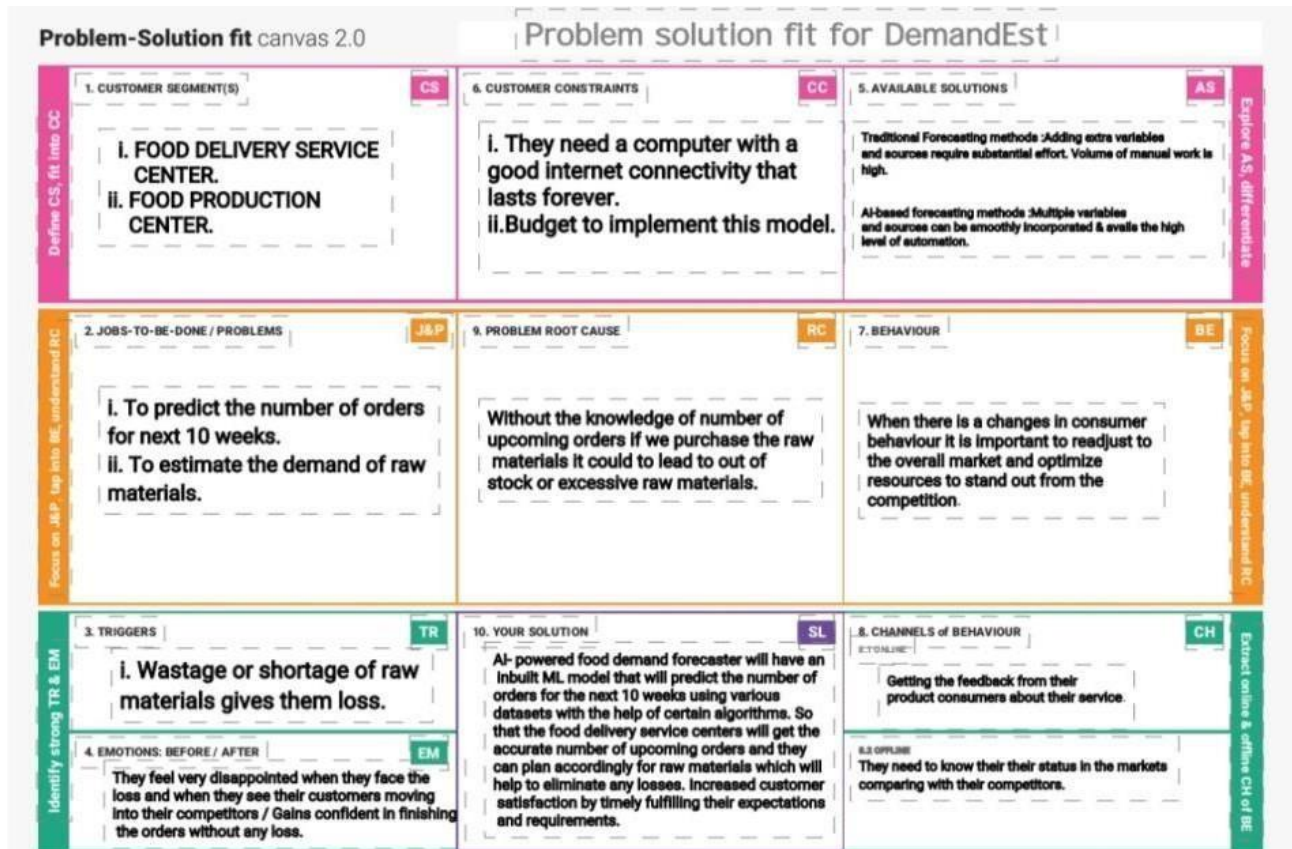 Problem-Solution fit canvas 2.0
Problem solution fit for DemandEst
Define CS, fit into CC
1. CUSTOMER SEGMENT(S)
CS
i. FOOD DELIVERY SERVICE
CENTER.
ii. FOOD PRODUCTION
CENTER.
6. CUSTOMER CONSTRAINTS
CC
i. They need a computer with a
good internet connectivity that
lasts forever.
ii.Budget to implement this model.
5. AVAILABLE SOLUTIONS
AS
Traditional Forecasting methods :Adding extra variables
and sources require substantial effort. Volume of manual work is
high.
AI-based forecasting methods :Multiple variables
and sources can be smoothly incorporated & avails the high
level of automation.
Explore AS, differentiate
Focus on J&P, tap into BE, understand RC
2. JOBS-TO-BE-DONE / PROBLEMS
J&P
i. To predict the number of orders
for next 10 weeks.
ii. To estimate the demand of raw
materials.
9. PROBLEM ROOT CAUSE
RC
Without the knowledge of number of
upcoming orders if we purchase the raw
materials it could to lead to out of
stock or excessive raw materials.
7. BEHAVIOUR
BE
When there is a changes in consumer
behaviour it is important to readjust to
the overall market and optimize
resources to stand out from the
competition.
Focus on J&P, tap into BE, understand RC
Identify strong TR & EM
3. TRIGGERS
TR
i. Wastage or shortage of raw
materials gives them loss.
4. EMOTIONS: BEFORE / AFTER
EM
They feel very disappointed when they face the
loss and when they see their customers moving
into their competitors / Gains confident in finishing
the orders without any loss.
10. YOUR SOLUTION
SL
AI- powered food demand forecaster will have an
Inbuilt ML model that will predict the number of
orders for the next 10 weeks using various
datasets with the help of certain algorithms. So
that the food delivery service centers will get the
accurate number of upcoming orders and they
can plan accordingly for raw materials which will
help to eliminate any losses. Increased customer
satisfaction by timely fulfilling their expectations
and requirements.
8. CHANNELS of BEHAVIOUR
CH
8.1 ONLINE
Getting the feedback from their
product consumers about their service.
8.2 OFFLINE
They need to know their their status in the markets
comparing with their competitors.
Extract online & offline CH of BE